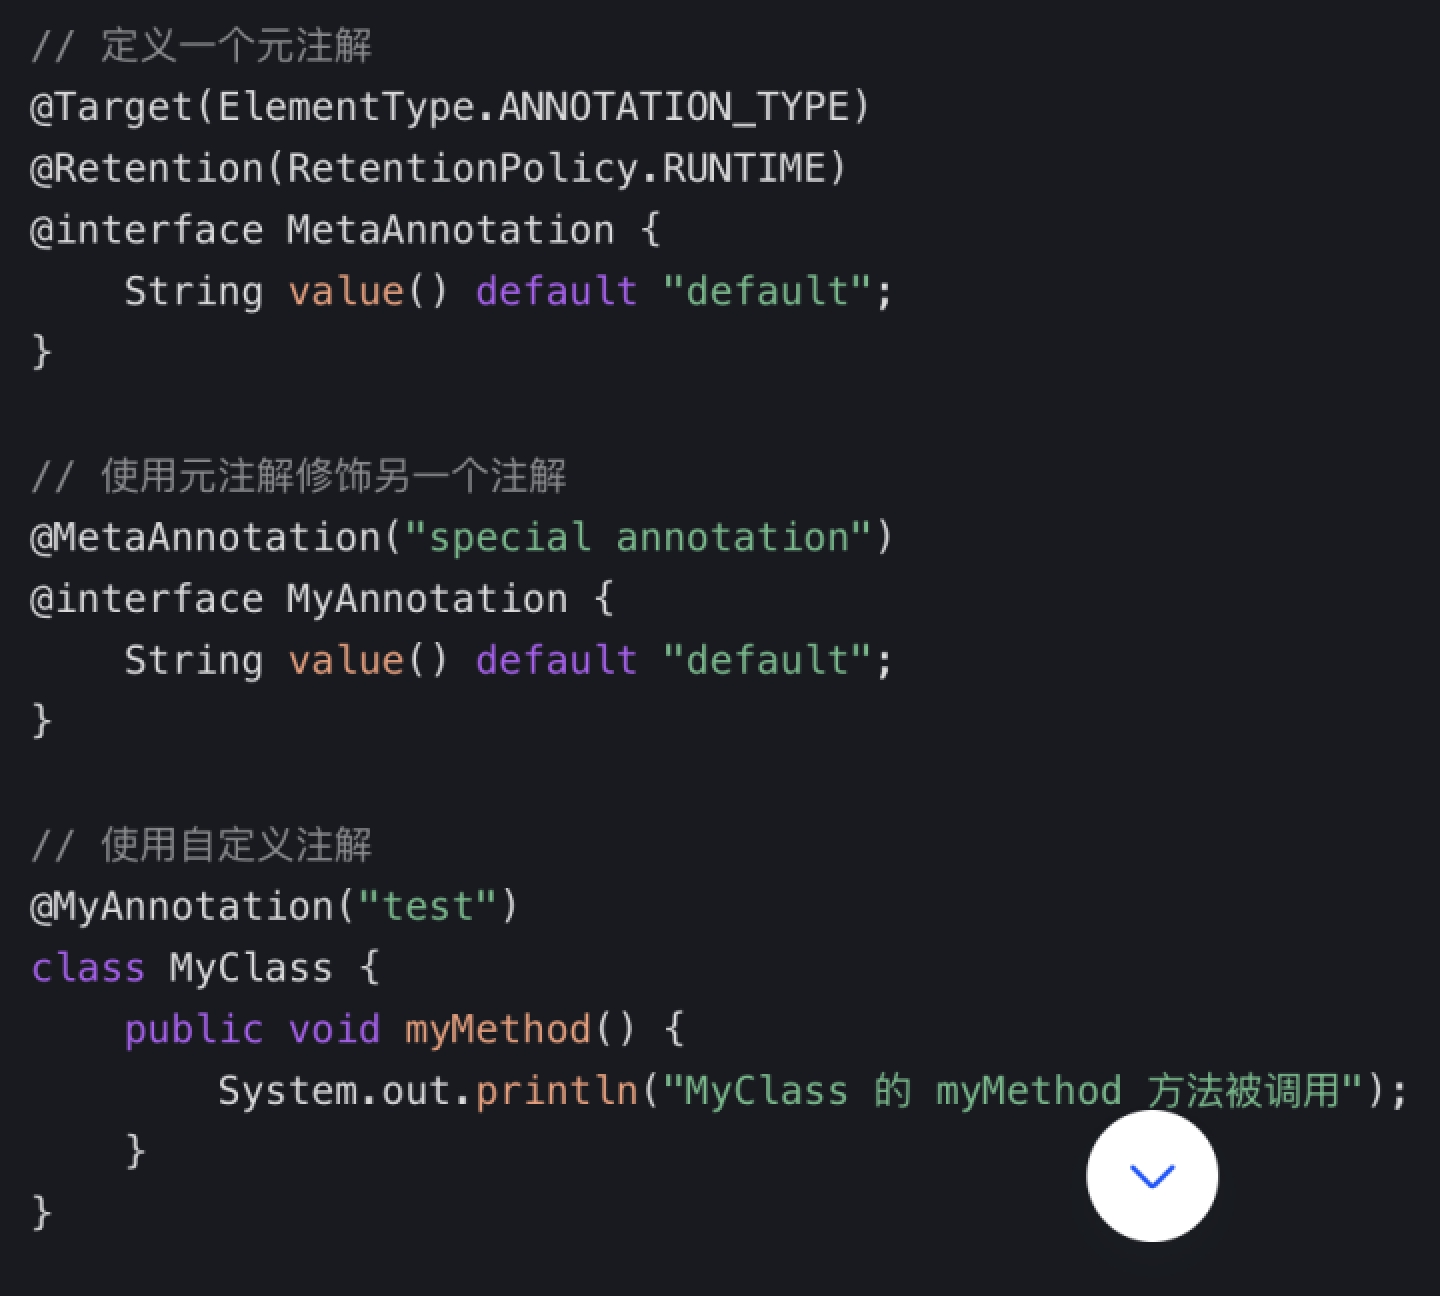 // 定义一个元注解
@Target(ElementType.ANNOTATION_TYPE)
@Retention(RetentionPolicy.RUNTIME)
@interface MetaAnnotation {
    String value() default "default";
}

// 使用元注解修饰另一个注解
@MetaAnnotation("special annotation")
@interface MyAnnotation {
    String value() default "default";
}

// 使用自定义注解
@MyAnnotation("test")
class MyClass {
    public void myMethod() {
        System.out.println("MyClass 的 myMethod 方法被调用");
    }
}